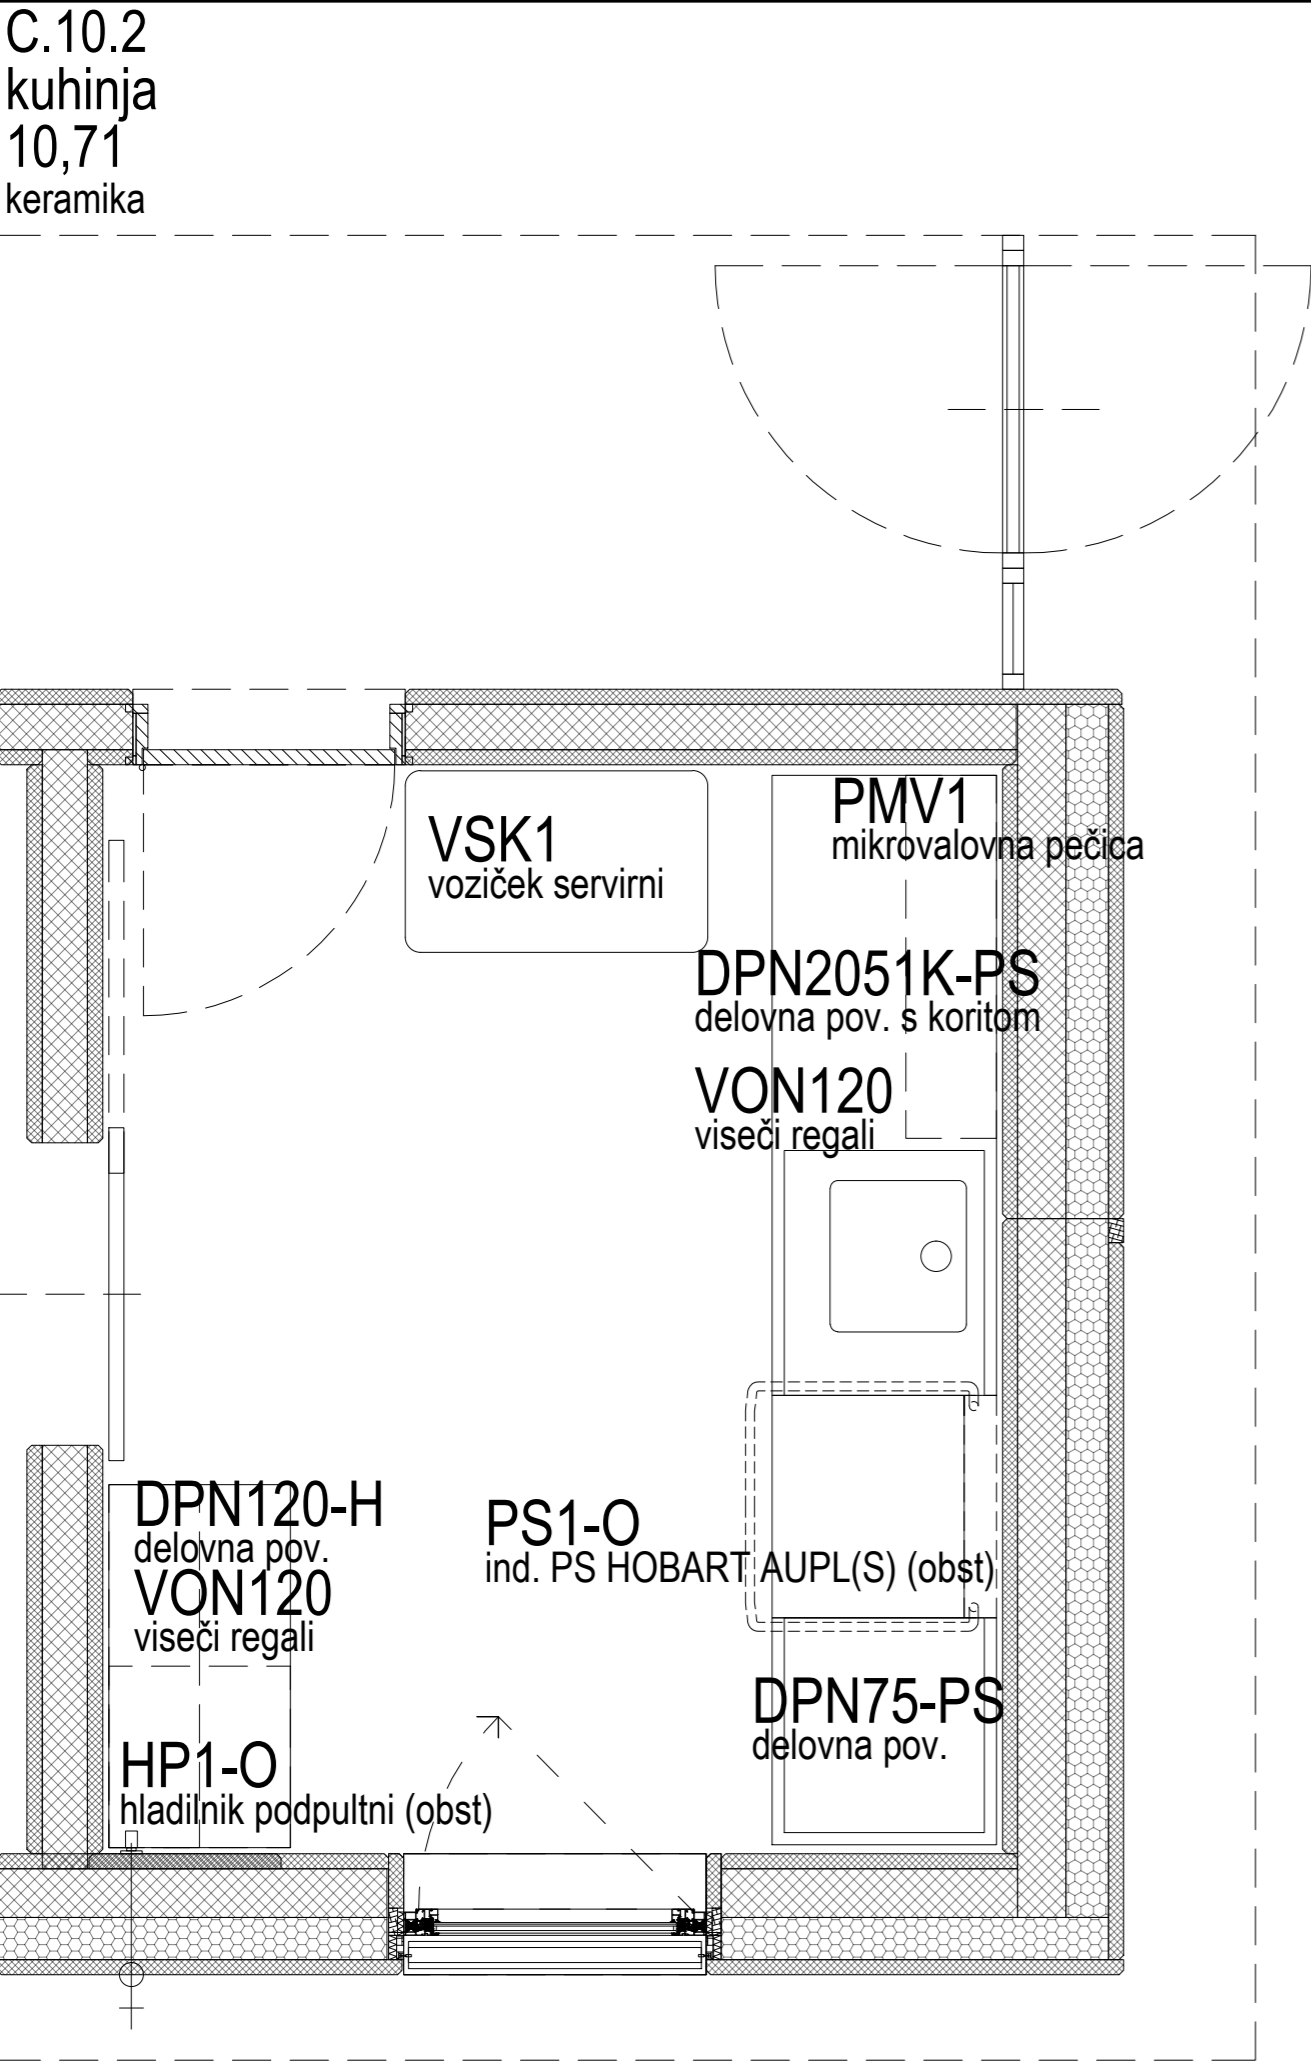 C.10.2
kuhinja
10,71
keramika
PMV1
mikrovalovna pečica
VSK1
voziček servirni
DPN2051K-PS
delovna pov. s koritom
VON120
viseči regali
DPN120-H
delovna pov.
VON120
viseči regali
PS1-O
ind. PS HOBART AUPL(S) (obst)
DPN75-PS
delovna pov.
HP1-O
hladilnik podpultni (obst)